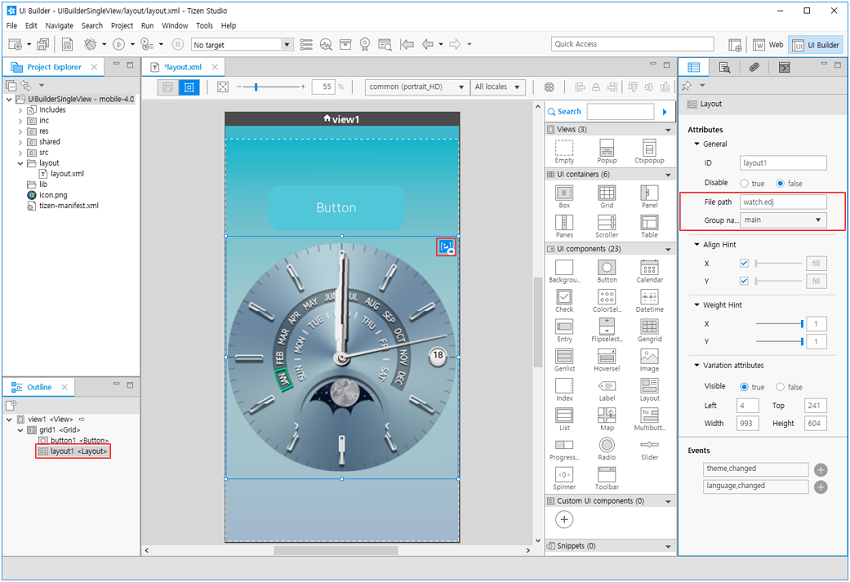 UI Builder - UIBuilderSingleView/layout/layout.xml - Tizen Studio
File Edit Navigate Search Project Run Window Tools Help
No target
Quick Access
Web
UI Builder
Project Explorer
UIBuilderSingleView - mobile-4.0
Includes
inc
res
shared
src
layout
layout.xml
lib
icon.png
tizen-manifest.xml
Outline
view1 <View>
grid1 <Grid>
button1 <Button>
layout1 <Layout>
*layout.xml
55 %
common (portrait_HD)
All locales
view1
Button
JAN FEB MAR APR MAY JUN JUL AUG SEP OCT NOV DEC
SUN MON TUE THU FRI SAT
18
Search
Views (3)
Empty Popup Ctxpopup
UI containers (6)
Box Grid Panel
Panes Scroller Table
UI components (23)
Backgrou.. Button Calendar
Check ColorSel.. Datetime
Entry Flipselect.. Gengrid
Genlist Hoversel Image
Index Label Layout
List Map Multibutt..
Progress.. Radio Slider
Spinner Toolbar
Custom UI components (0)
Snippets (0)
Layout
Attributes
General
ID layout1
Disable true false
File path watch.edj
Group na... main
Align Hint
X fill
Y fill
Weight Hint
X 1
Y 1
Variation attributes
Visible true false
Left 4 Top 241
Width 993 Height 604
Events
theme,changed
language,changed